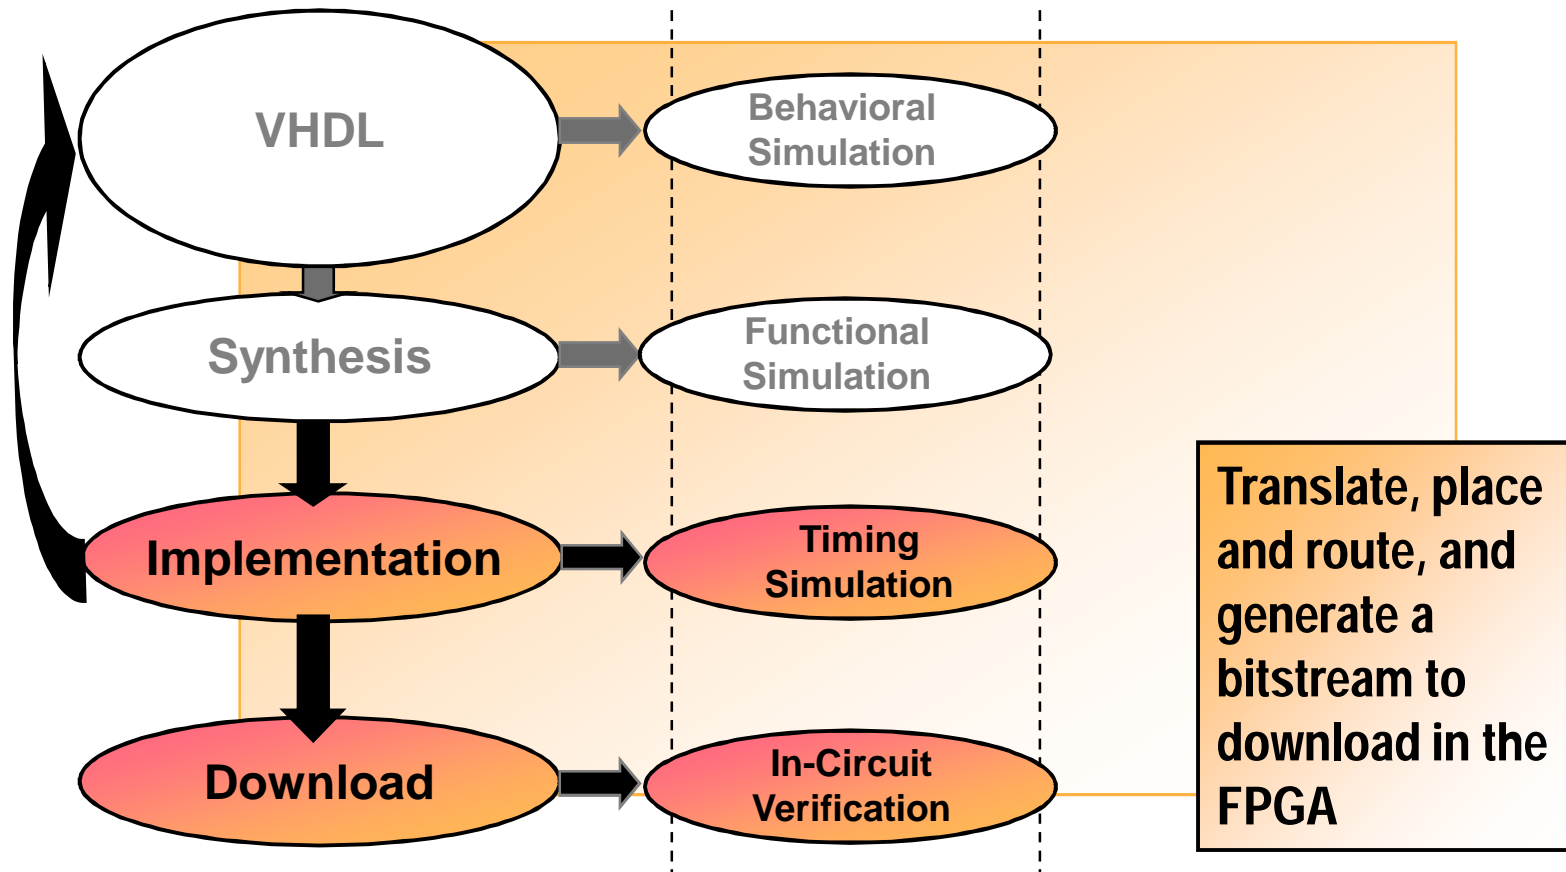 VHDL
Behavioral
Simulation
Synthesis
Functional
Simulation
Implementation
Timing
Simulation
Download
In-Circuit
Verification
Translate, place
and route, and
generate a
bitstream to
download in the
FPGA